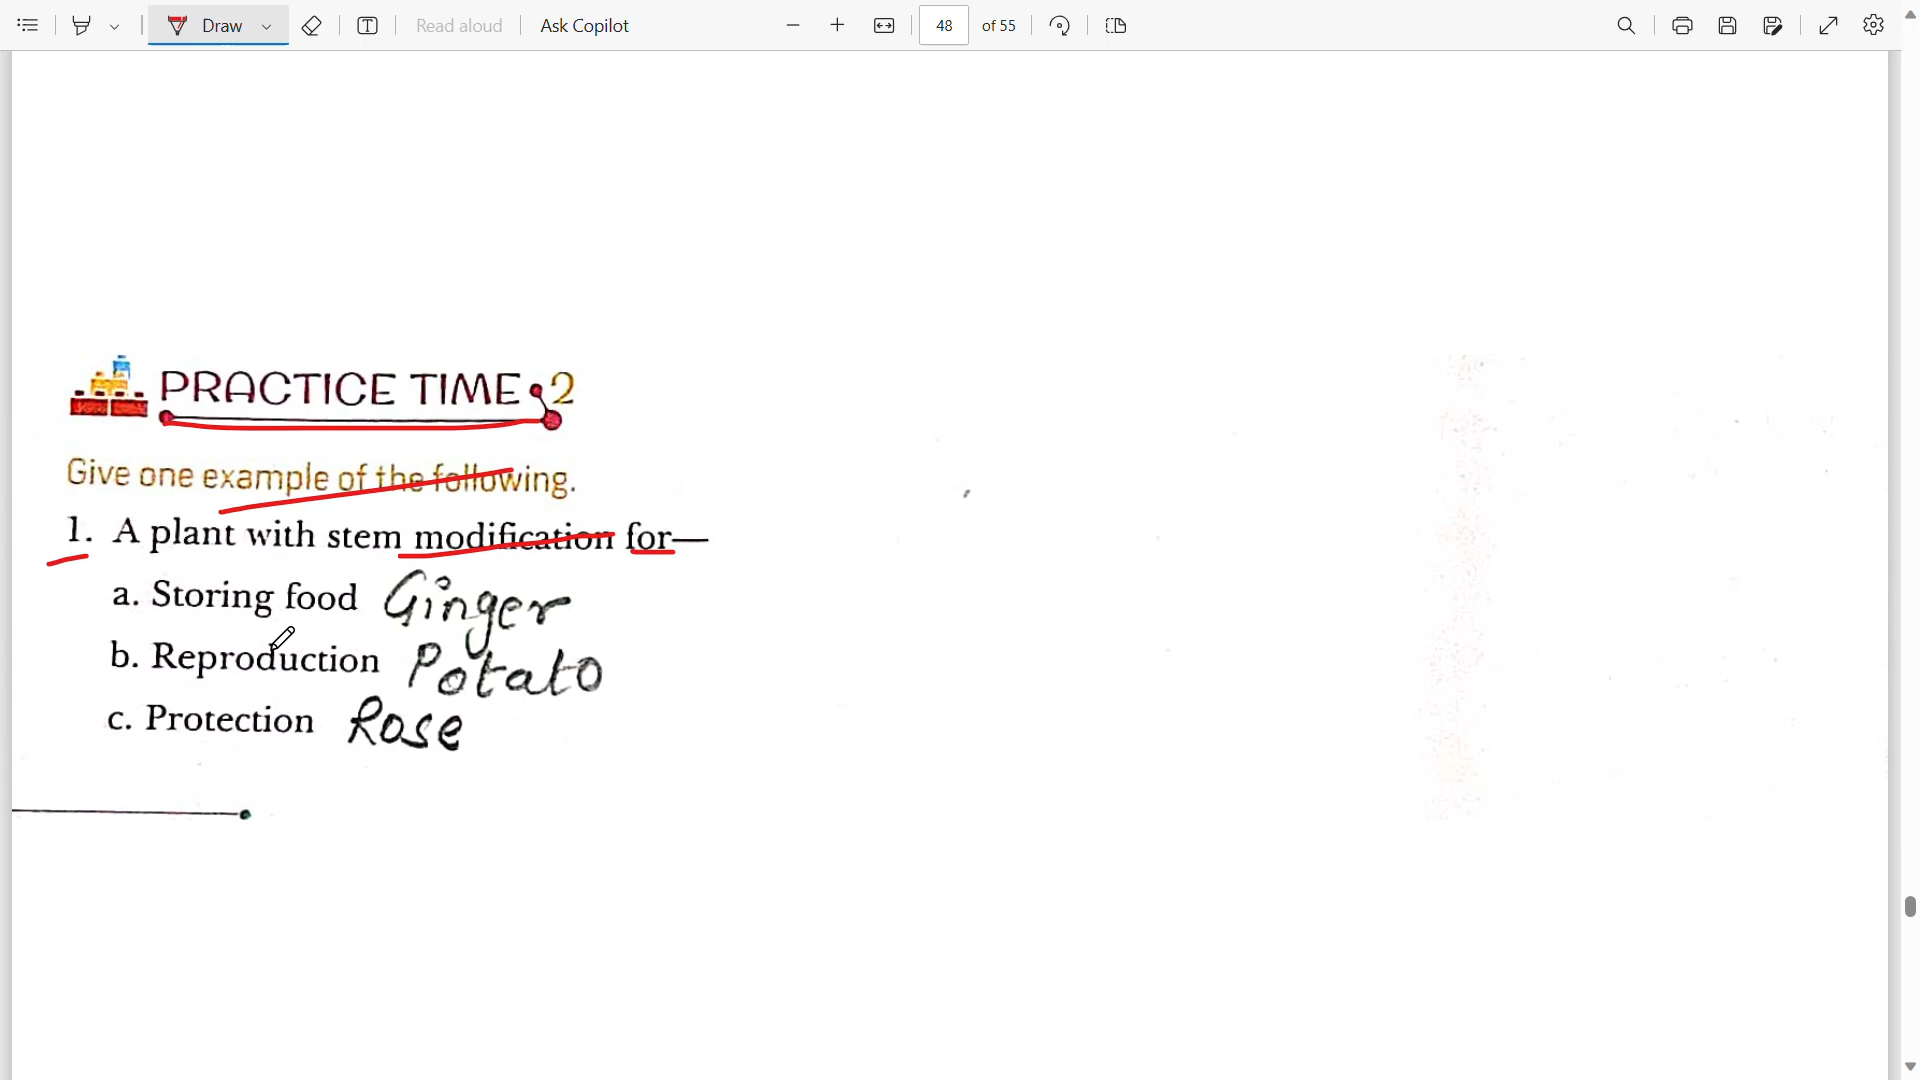 Draw Read aloud Ask Copilot 48 of 55
PRACTICE TIME 2
Give one example of the following.
1. A plant with stem modification for—
a. Storing food Ginger
b. Reproduction Potato
c. Protection Rose